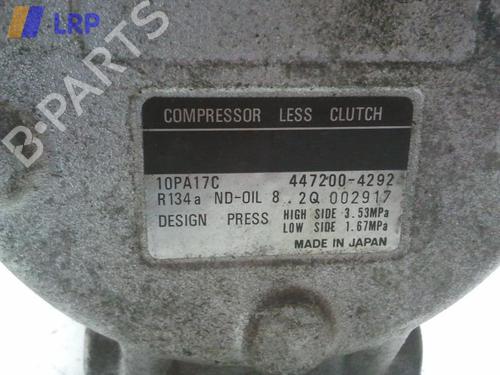 LRP
B-PARTS
COMPRESSOR LESS CLUTCH
10PA17C 447200-4292
R134a ND-OIL 8 . 2Q 002917
DESIGN PRESS HIGH SIDE 3.53MPa
LOW SIDE 1.67MPa
MADE IN JAPAN